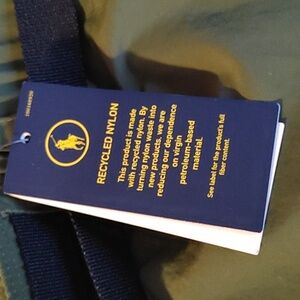 RECYCLED NYLON
This product is made
with recycled nylon. By
turning nylon waste into
new products, we are
reducing our dependence
on virgin
petroleum-based
material.
See label for the product's full
fiber content.